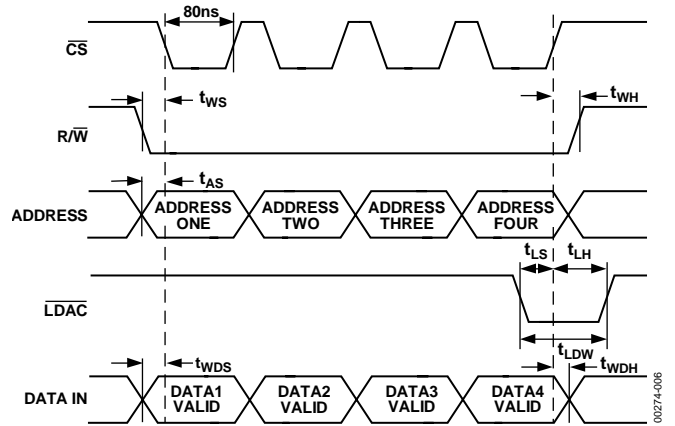 80ns
CS
tWS
tWH
R/W
tAS
ADDRESS
ADDRESS ONE
ADDRESS TWO
ADDRESS THREE
ADDRESS FOUR
tLS
tLH
LDAC
tLDW
tWDS
tWDH
DATA IN
DATA1 VALID
DATA2 VALID
DATA3 VALID
DATA4 VALID
00274-006